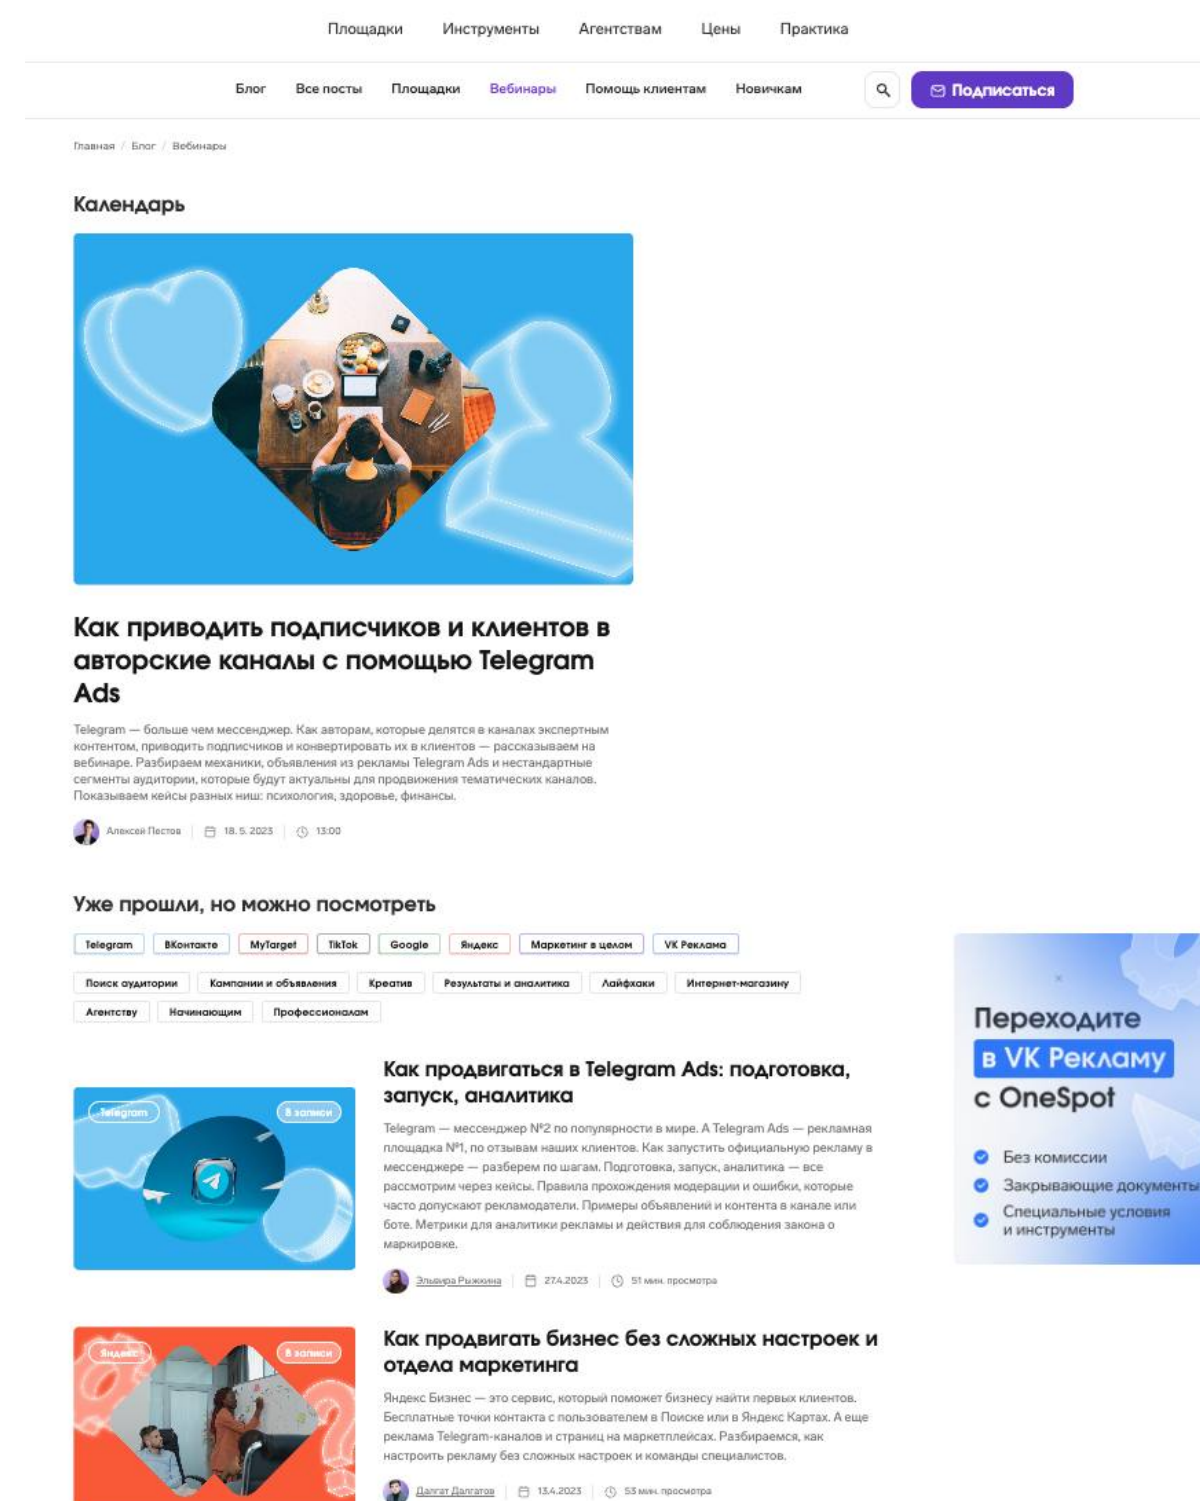 Площадки Инструменты Агентствам Цены Практика
Блог Все посты Площадки Вебинары Помощь клиентам Новичкам Подписаться
Главная / Блог / Вебинары
Календарь
Как приводить подписчиков и клиентов в
авторские каналы с помощью Telegram
Ads
Telegram — больше чем мессенджер. Как авторам, которые делятся в каналах экспертным
контентом, приводить подписчиков и конвертировать их в клиентов — рассказываем на
вебинаре. Разбираем механики, объявления из рекламы Telegram Ads и нестандартные
сегменты аудитории, которые будут актуальны для продвижения тематических каналов.
Показываем кейсы разных ниш: психология, здоровье, финансы.
Алексей Пестов 18. 5. 2023 13:00
Уже прошли, но можно посмотреть
Telegram ВКонтакте MyTarget TikTok Google Яндекс Маркетинг в целом VK Реклама
Поиск аудитории Кампании и объявления Креатив Результаты и аналитика Лайфхаки Интернет-магазину
Агентству Начинающим Профессионалам
Telegram В записи
Как продвигаться в Telegram Ads: подготовка,
запуск, аналитика
Telegram — мессенджер №2 по популярности в мире. А Telegram Ads — рекламная
площадка №1, по отзывам наших клиентов. Как запустить официальную рекламу в
мессенджере — разберем по шагам. Подготовка, запуск, аналитика — все
рассмотрим через кейсы. Правила прохождения модерации и ошибки, которые
часто допускают рекламодатели. Примеры объявлений и контента в канале или
боте. Метрики для аналитики рекламы и действия для соблюдения закона о
маркировке.
Эльвира Рыжкина 27.4.2023 51 мин. просмотра
Переходите
в VK Рекламу
с OneSpot
Без комиссии
Закрывающие документы
Специальные условия
и инструменты
Яндекс В записи
Как продвигать бизнес без сложных настроек и
отдела маркетинга
Яндекс Бизнес — это сервис, который поможет бизнесу найти первых клиентов.
Бесплатные точки контакта с пользователем в Поиске или в Яндекс Картах. А еще
реклама Telegram-каналов и страниц на маркетплейсах. Разбираемся, как
настроить рекламу без сложных настроек и команды специалистов.
Далгат Далгатов 13.4.2023 53 мин. просмотра